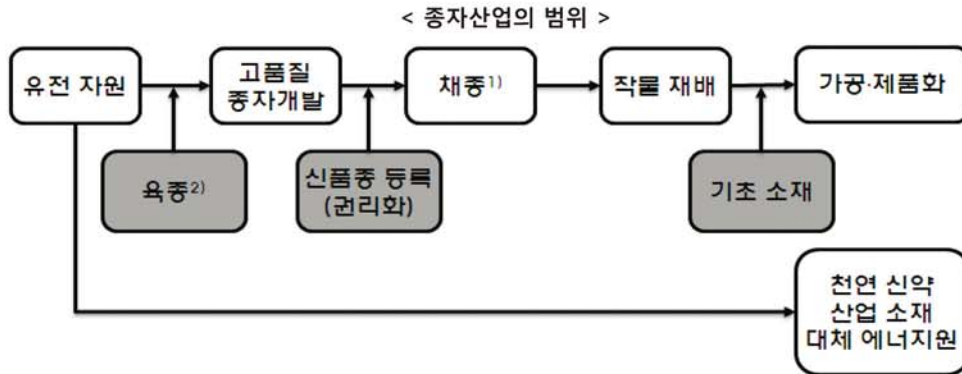 < 종자산업의 범위 >
유전 자원
고품질
종자개발
채종1)
작물 재배
가공·제품화
육종2)
신품종 등록
(권리화)
기초 소재
천연 신약
산업 소재
대체 에너지원